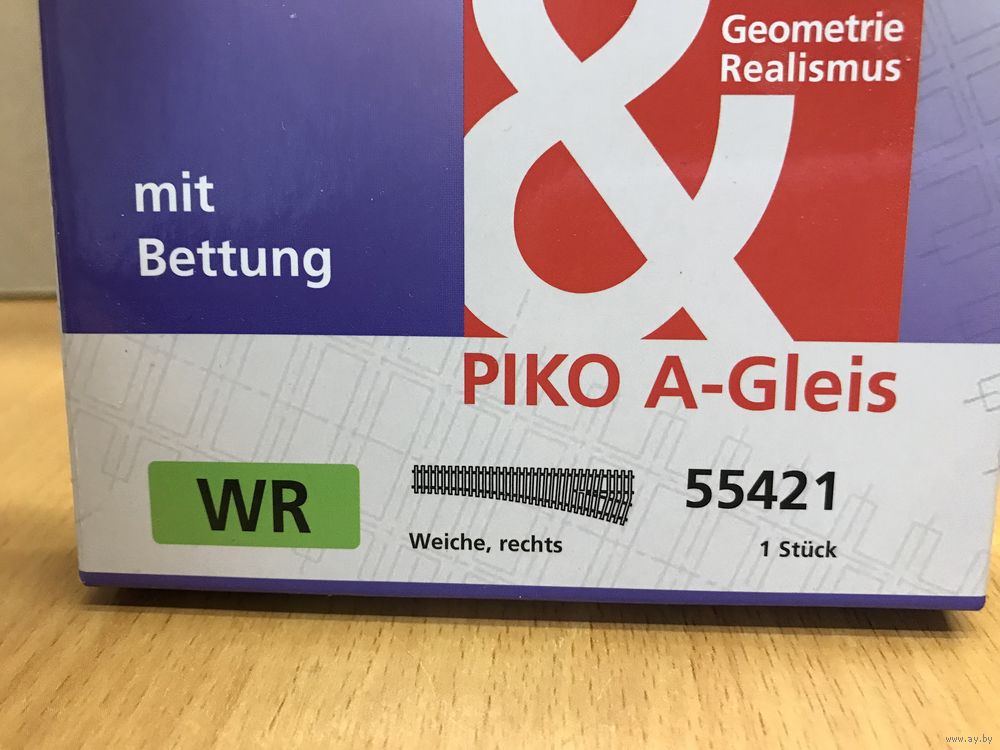 Geometrie
Realismus
&
mit
Bettung
PIKO A-Gleis
WR
Weiche, rechts
55421
1 Stück
www.ay.by